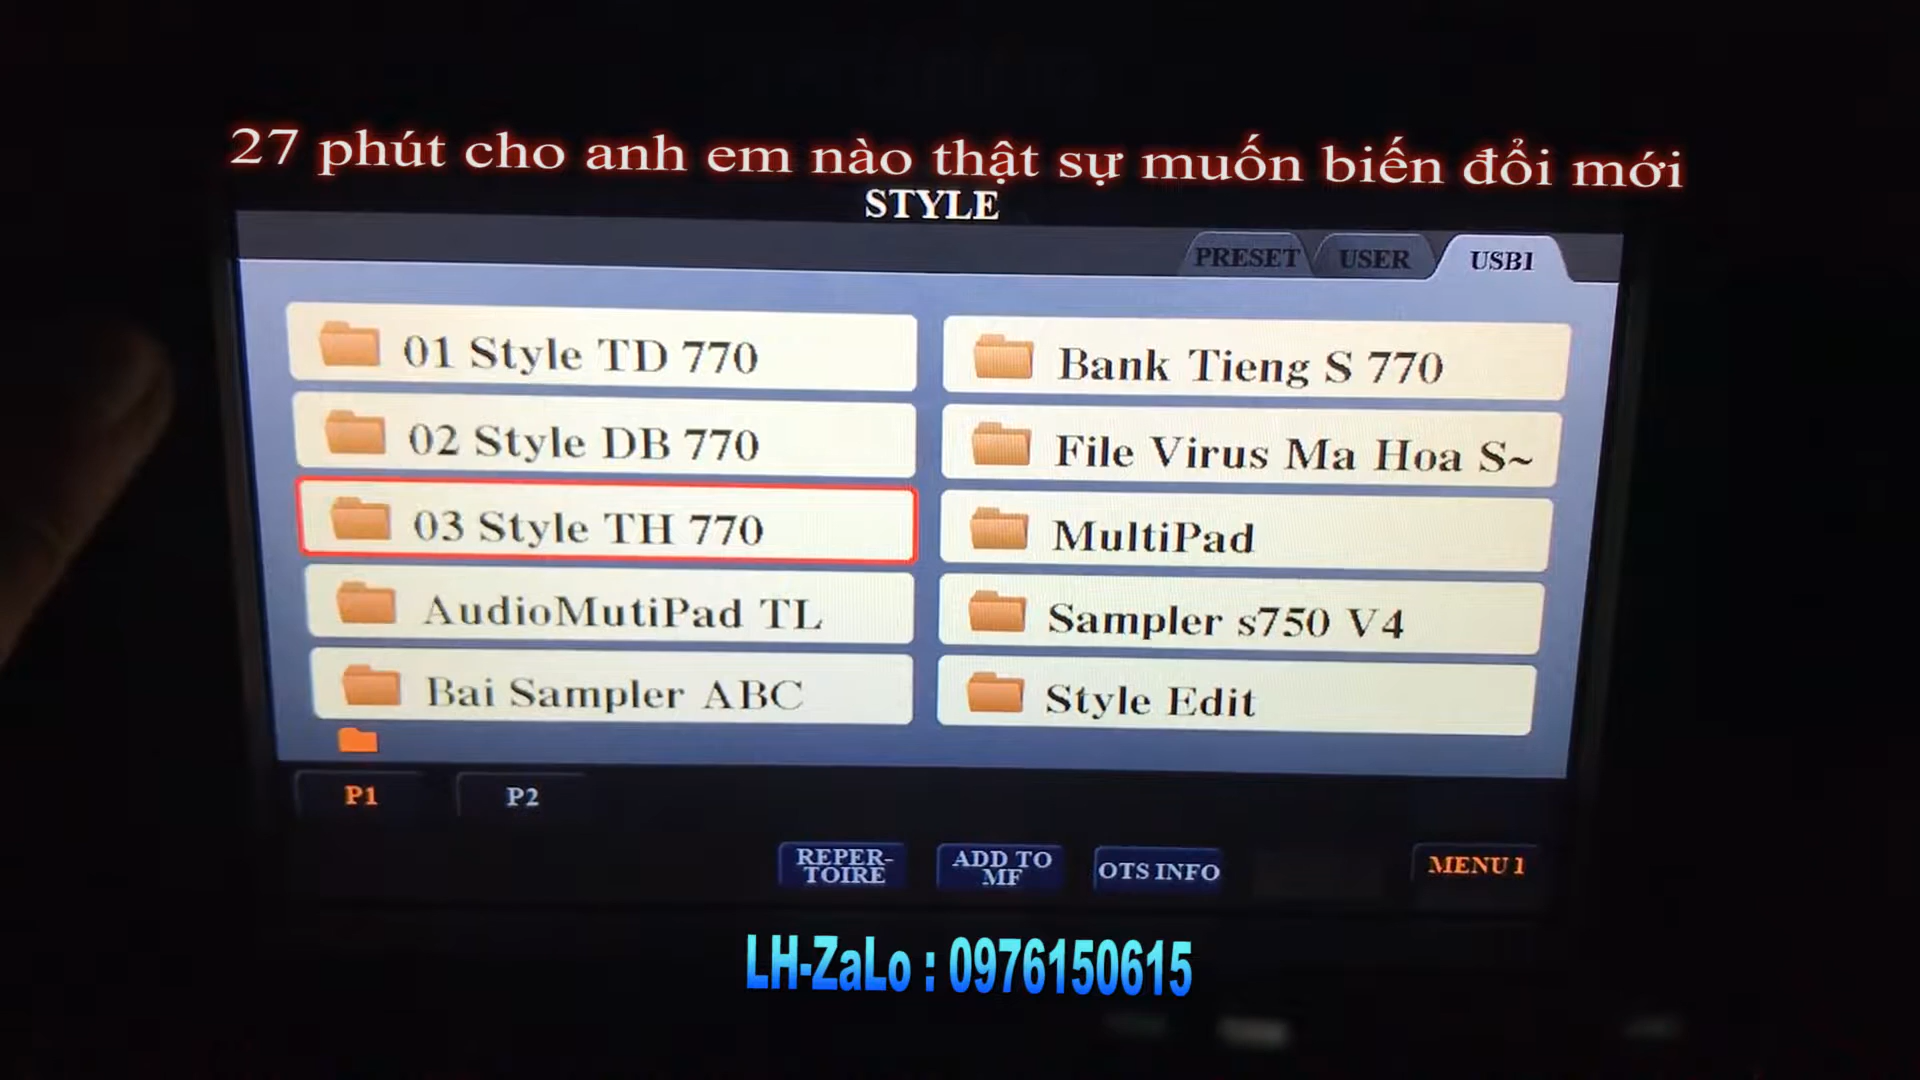 27 phút cho anh em nào thật sự muốn biến đổi mới
STYLE
PRESET
USER
USB1
01 Style TD 770
02 Style DB 770
03 Style TH 770
AudioMutiPad TL
Bai Sampler ABC
Bank Tieng S 770
File Virus Ma Hoa S~
MultiPad
Sampler s750 V4
Style Edit
P1
P2
REPER-
TOIRE
ADD TO
MF
OTS INFO
MENU 1
LH-ZaLo : 0976150615